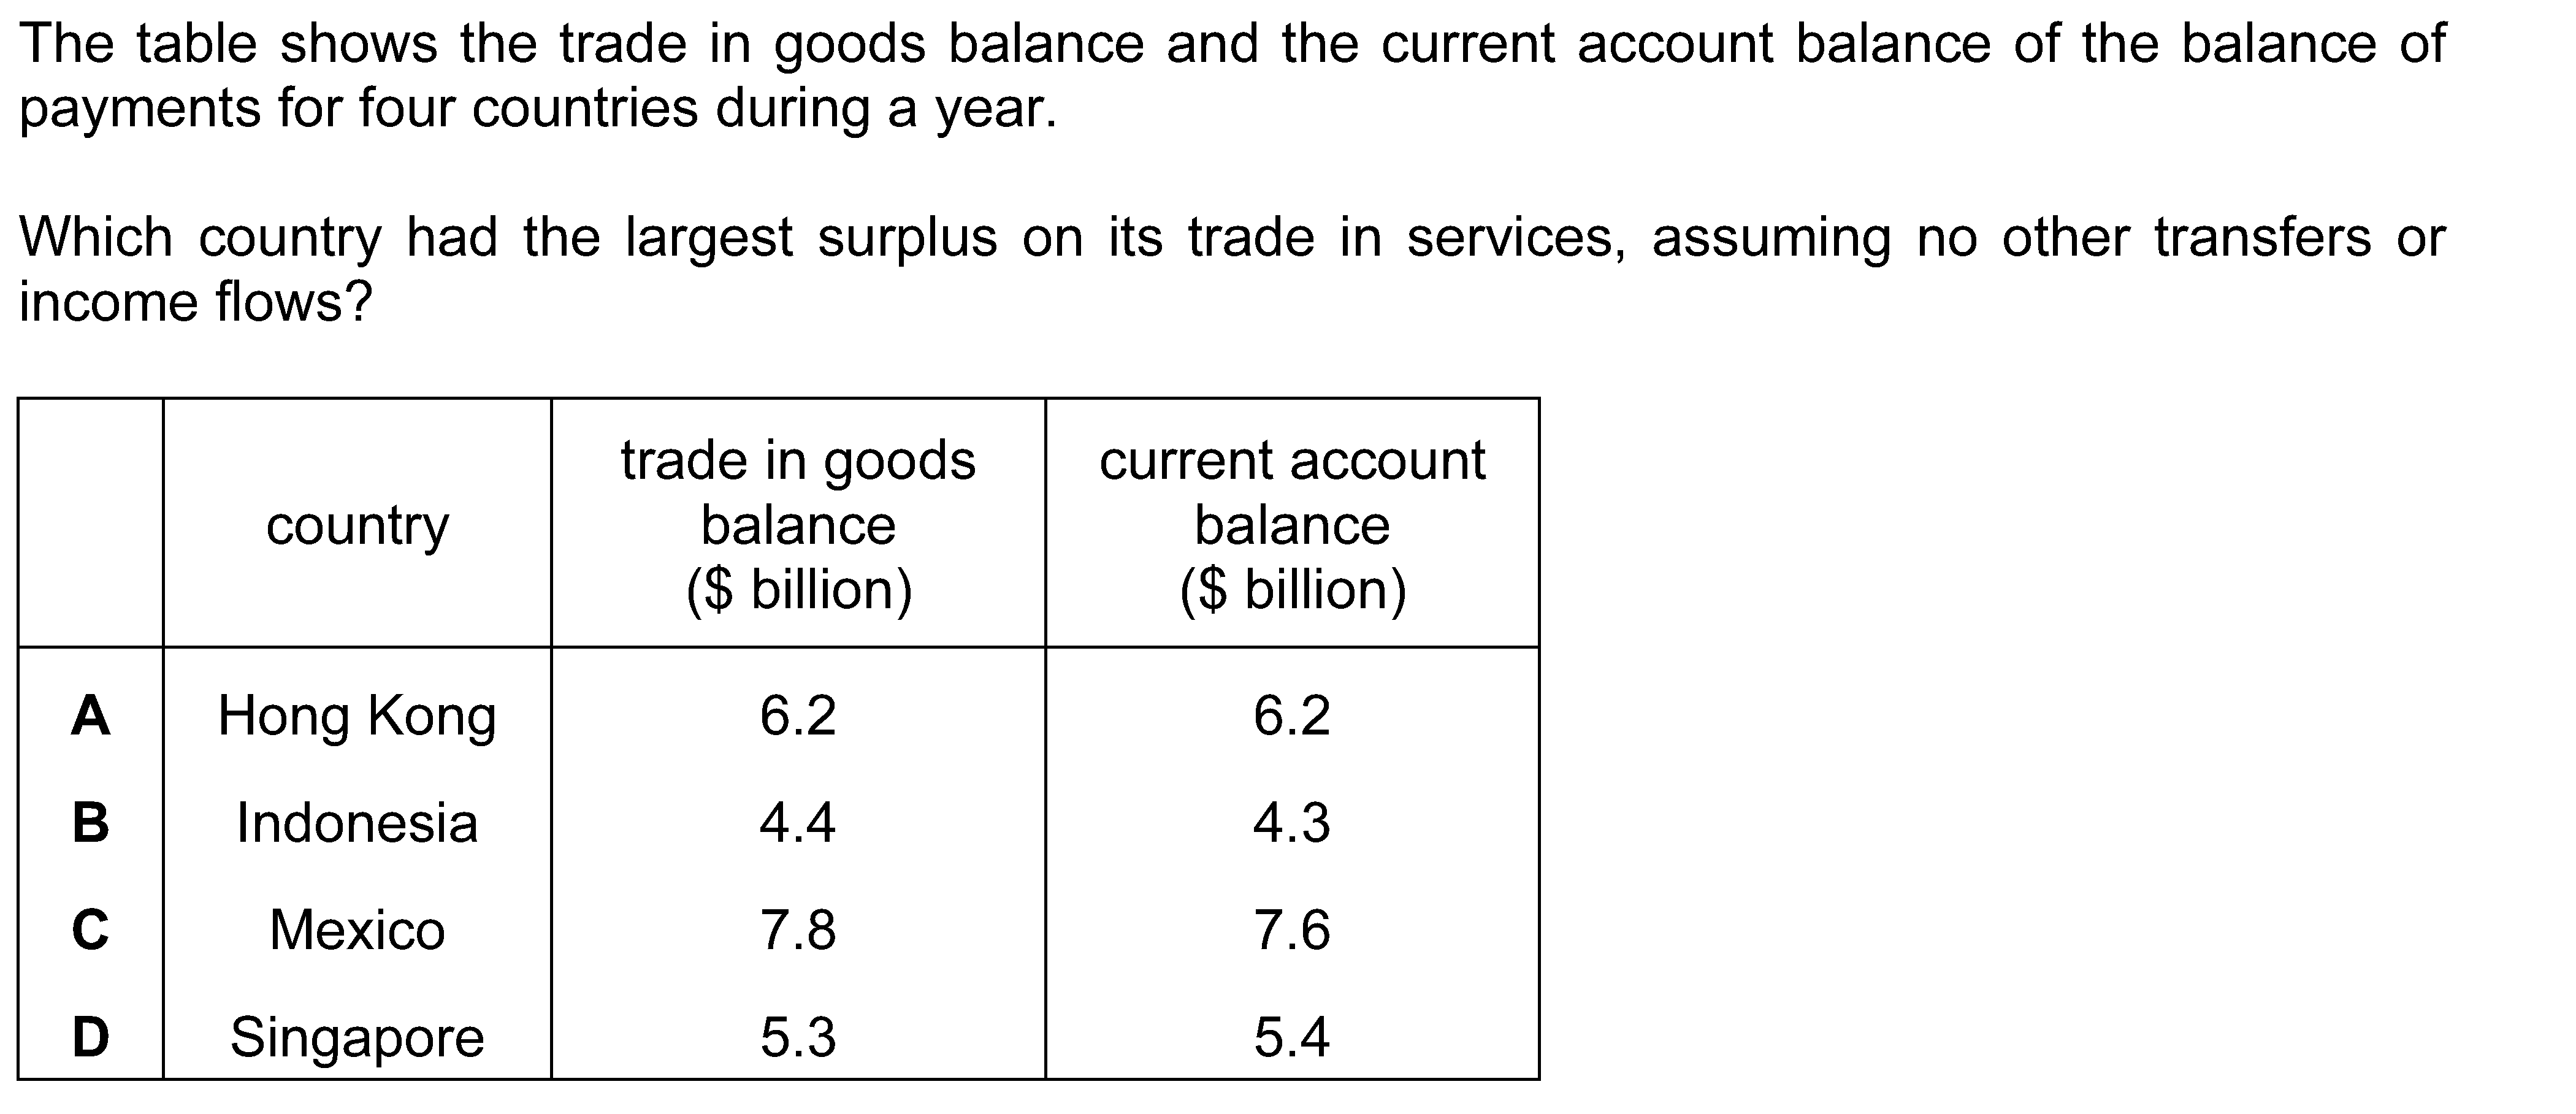 The table shows the trade in goods balance and the current account balance of the balance of
payments for four countries during a year.
Which country had the largest surplus on its trade in services, assuming no other transfers or
income flows?
country
trade in goods
balance
($ billion)
current account
balance
($ billion)
A Hong Kong 6.2 6.2
B Indonesia 4.4 4.3
C Mexico 7.8 7.6
D Singapore 5.3 5.4